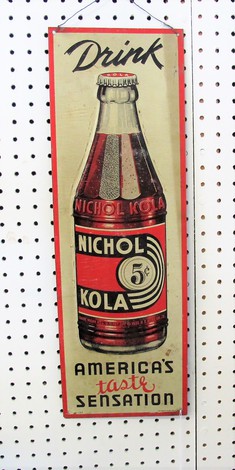 Drink
NICHOL KOLA
NICHOL
5¢
KOLA
AMERICA'S
taste
SENSATION